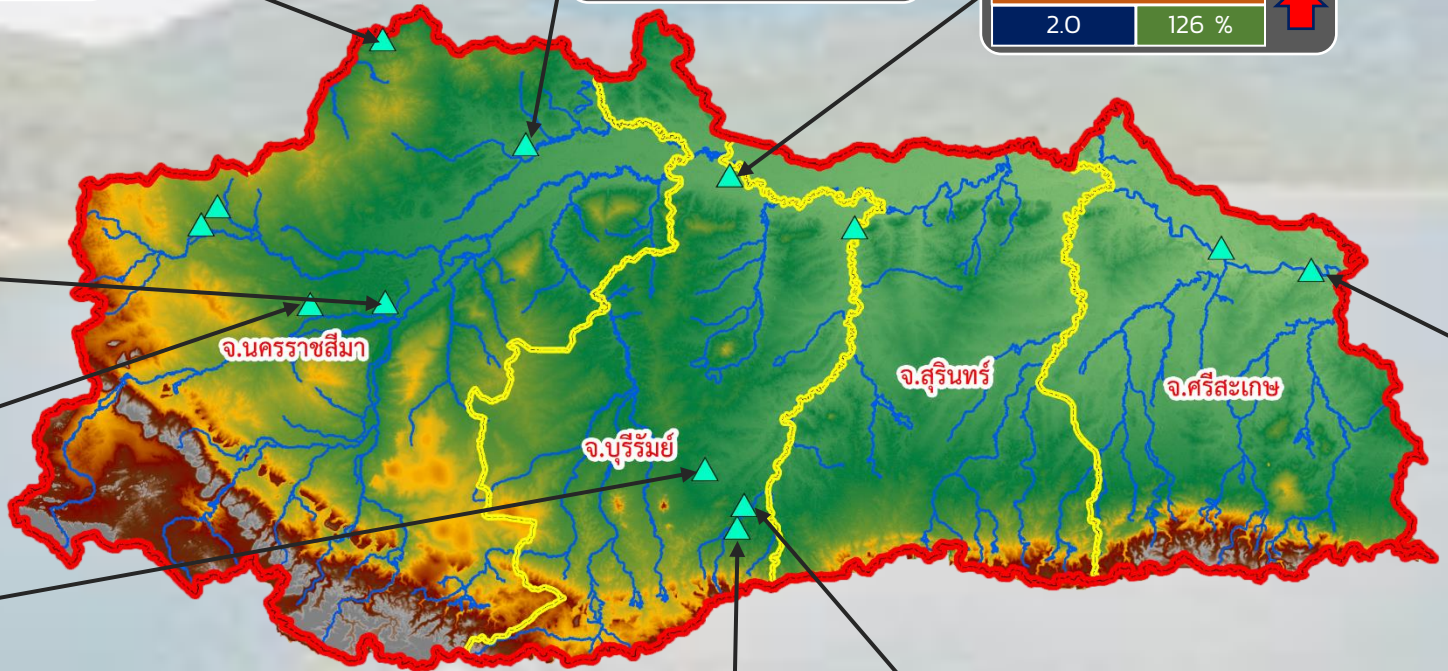 2.0 126 %
จ.นครราชสีมา
จ.สุรินทร์
จ.ศรีสะเกษ
จ.บุรีรัมย์